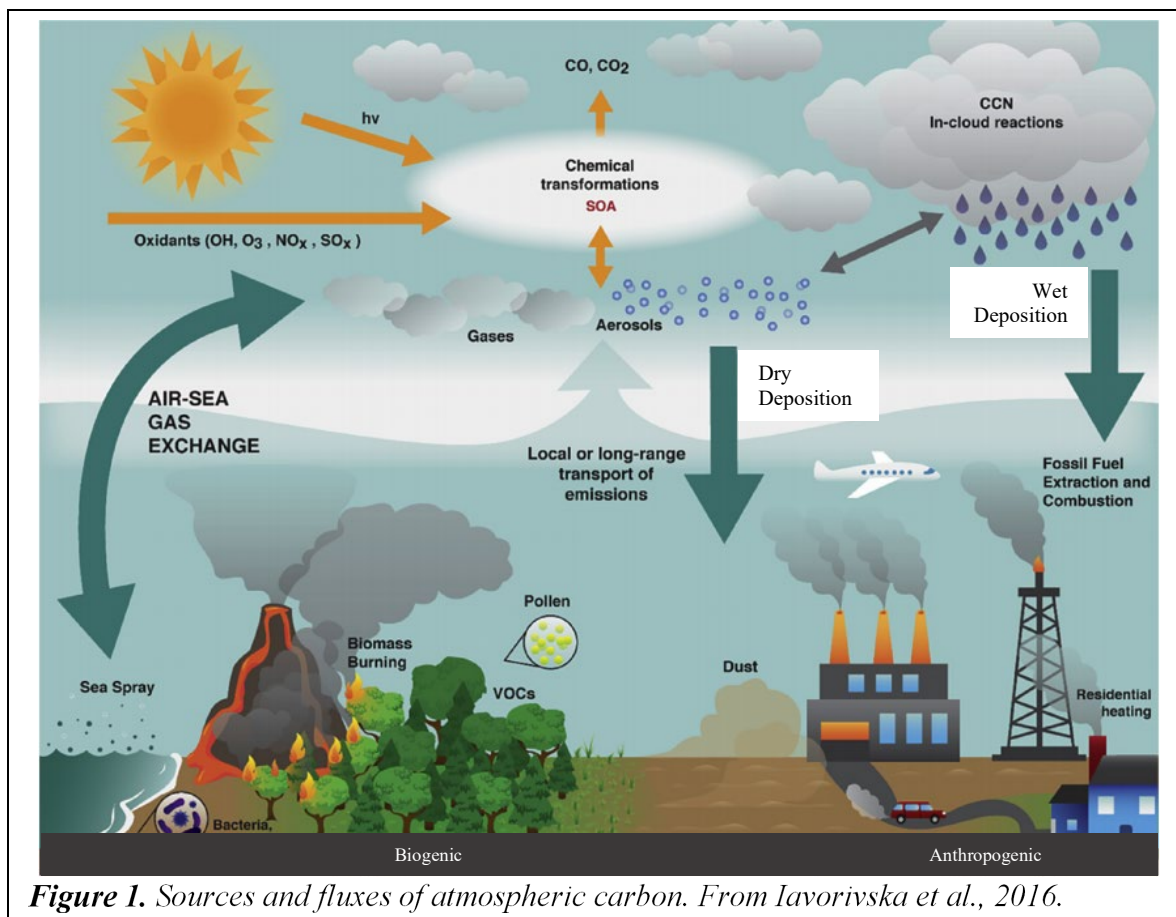 CO, CO₂
hv
CCN
In-cloud reactions
Chemical
transformations
SOA
Oxidants (OH, O₃ , NOₓ , SOₓ )
Wet
Deposition
Gases
Aerosols
Dry
Deposition
AIR-SEA
GAS
EXCHANGE
Local or long-range
transport of
emissions
Fossil Fuel
Extraction and
Combustion
Pollen
Biomass
Burning
VOCs
Dust
Sea Spray
Residential
heating
Bacteria,
Biogenic
Anthropogenic
Figure 1. Sources and fluxes of atmospheric carbon. From Iavorivska et al., 2016.